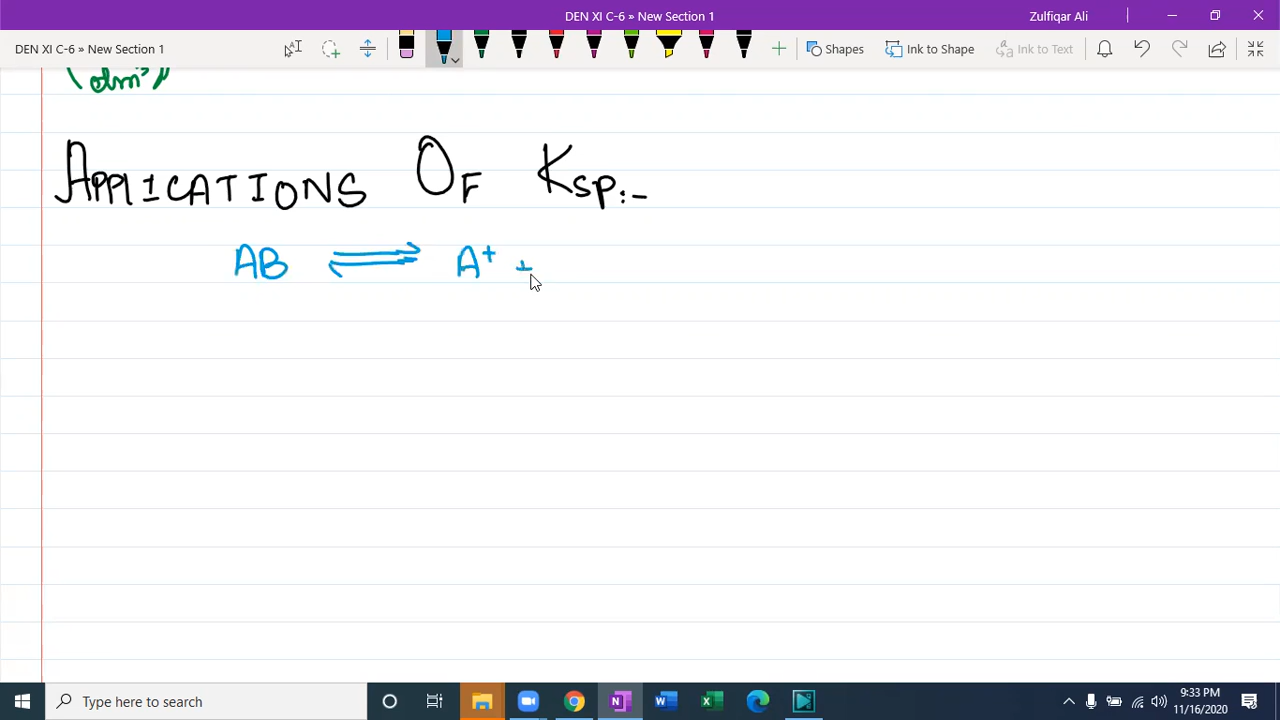 DEN XI C-6 » New Section 1
Zulfiqar Ali
DEN XI C-6 » New Section 1
Shapes
Ink to Shape
Ink to Text
(dm³)
APPLICATIONS OF Ksp:-
AB ⇌ A⁺ +
Type here to search
9:33 PM
11/16/2020